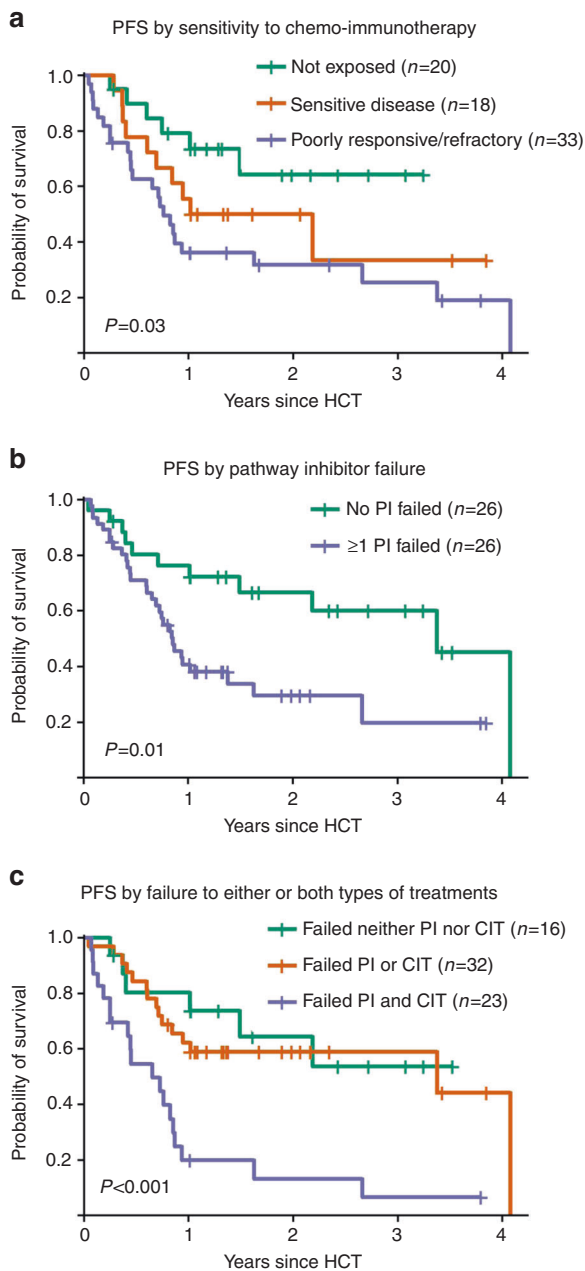 a
PFS by sensitivity to chemo-immunotherapy
Not exposed (n=20)
Sensitive disease (n=18)
Poorly responsive/refractory (n=33)
Probability of survival
1.0
0.8
0.6
0.4
0.2
P=0.03
0 1 2 3 4
Years since HCT
b
PFS by pathway inhibitor failure
No PI failed (n=26)
≥1 PI failed (n=26)
Probability of survival
1.0
0.8
0.6
0.4
0.2
P=0.01
0 1 2 3 4
Years since HCT
c
PFS by failure to either or both types of treatments
Failed neither PI nor CIT (n=16)
Failed PI or CIT (n=32)
Failed PI and CIT (n=23)
Probability of survival
1.0
0.8
0.6
0.4
0.2
P<0.001
0 1 2 3 4
Years since HCT